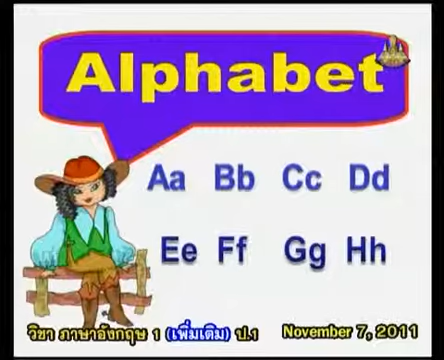 Alphabet
Aa Bb Cc Dd
Ee Ff Gg Hh
วิชา ภาษาอังกฤษ 1 (เพิ่มเติม) ป.1 November 7, 2011